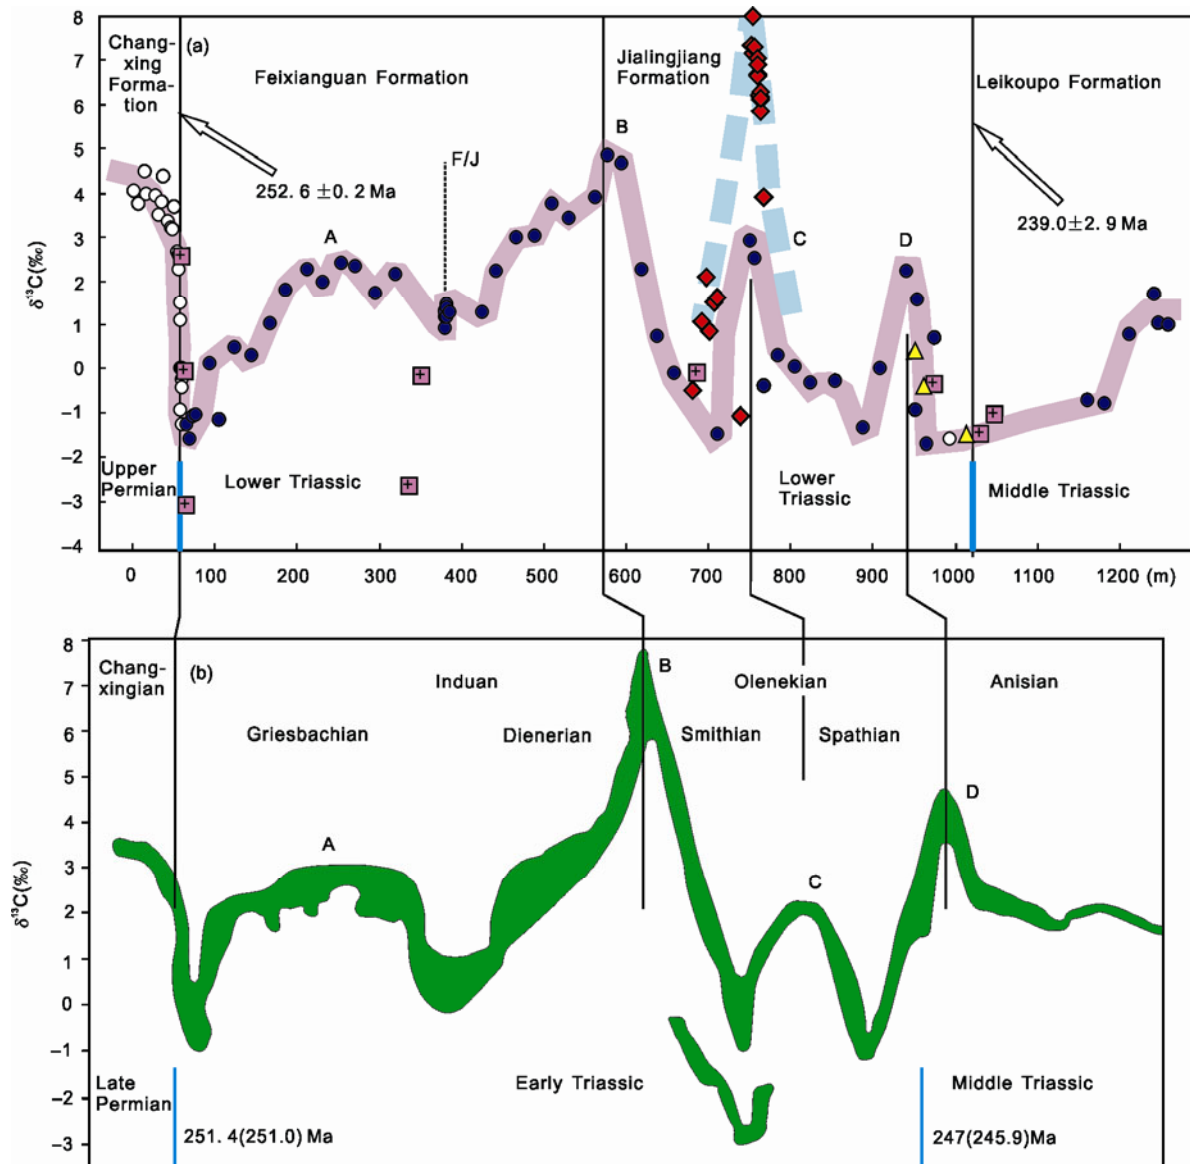 8
7
6
5
4
3
2
1
0
−1
−2
−3
−4
δ¹³C(‰)
Chang-
xing
Forma-
tion
(a)
Feixianguan Formation
Jialingjiang
Formation
Leikoupo Formation
252.6 ±0.2 Ma
239.0±2.9 Ma
F/J
A
B
C
D
Upper
Permian
Lower Triassic
Lower
Triassic
Middle Triassic
0 100 200 300 400 500 600 700 800 900 1000 1100 1200 (m)
8
7
6
5
4
3
2
1
0
−1
−2
−3
δ¹³C(‰)
Chang-
xingian
(b)
Induan
Olenekian
Anisian
Griesbachian
Dienerian
Smithian
Spathian
A
B
C
D
Late
Permian
Early Triassic
Middle Triassic
251.4(251.0) Ma
247(245.9)Ma